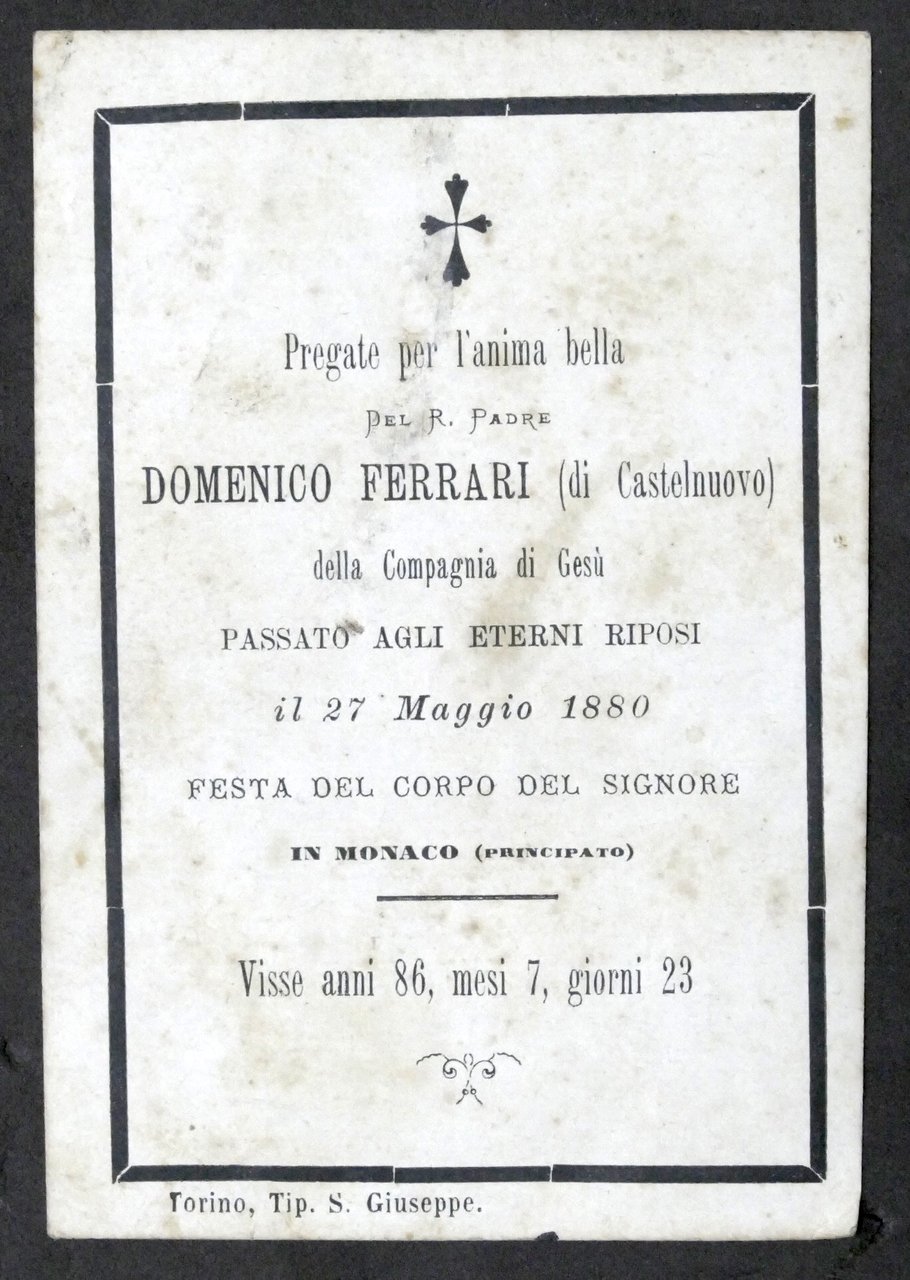 Pregate per l'anima bella
DEL R. PADRE
DOMENICO FERRARI (di Castelnuovo)
della Compagnia di Gesù
PASSATO AGLI ETERNI RIPOSI
il 27 Maggio 1880
FESTA DEL CORPO DEL SIGNORE
IN MONACO (PRINCIPATO)
Visse anni 86, mesi 7, giorni 23
Torino, Tip. S. Giuseppe.